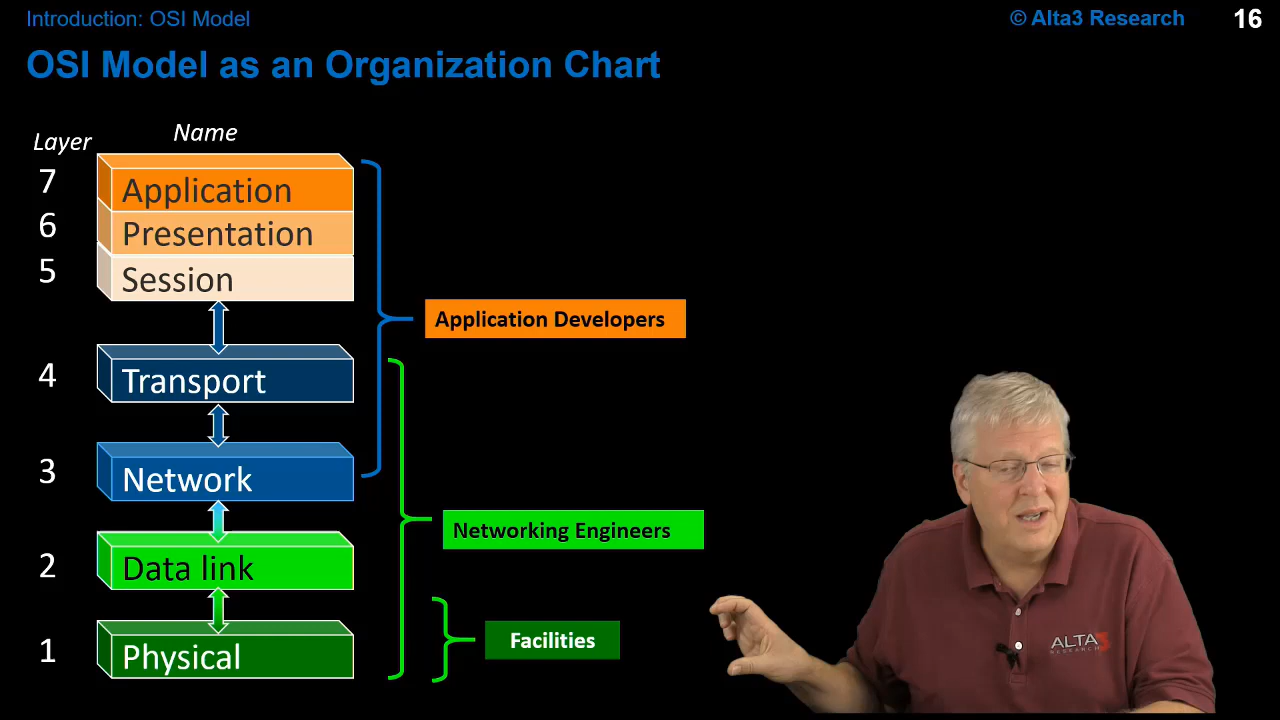 Introduction: OSI Model
© Alta3 Research
16
OSI Model as an Organization Chart
Layer
Name
7
Application
6
Presentation
5
Session
Application Developers
4
Transport
3
Network
Networking Engineers
2
Data link
Facilities
1
Physical
ALTA3
RESEARCH